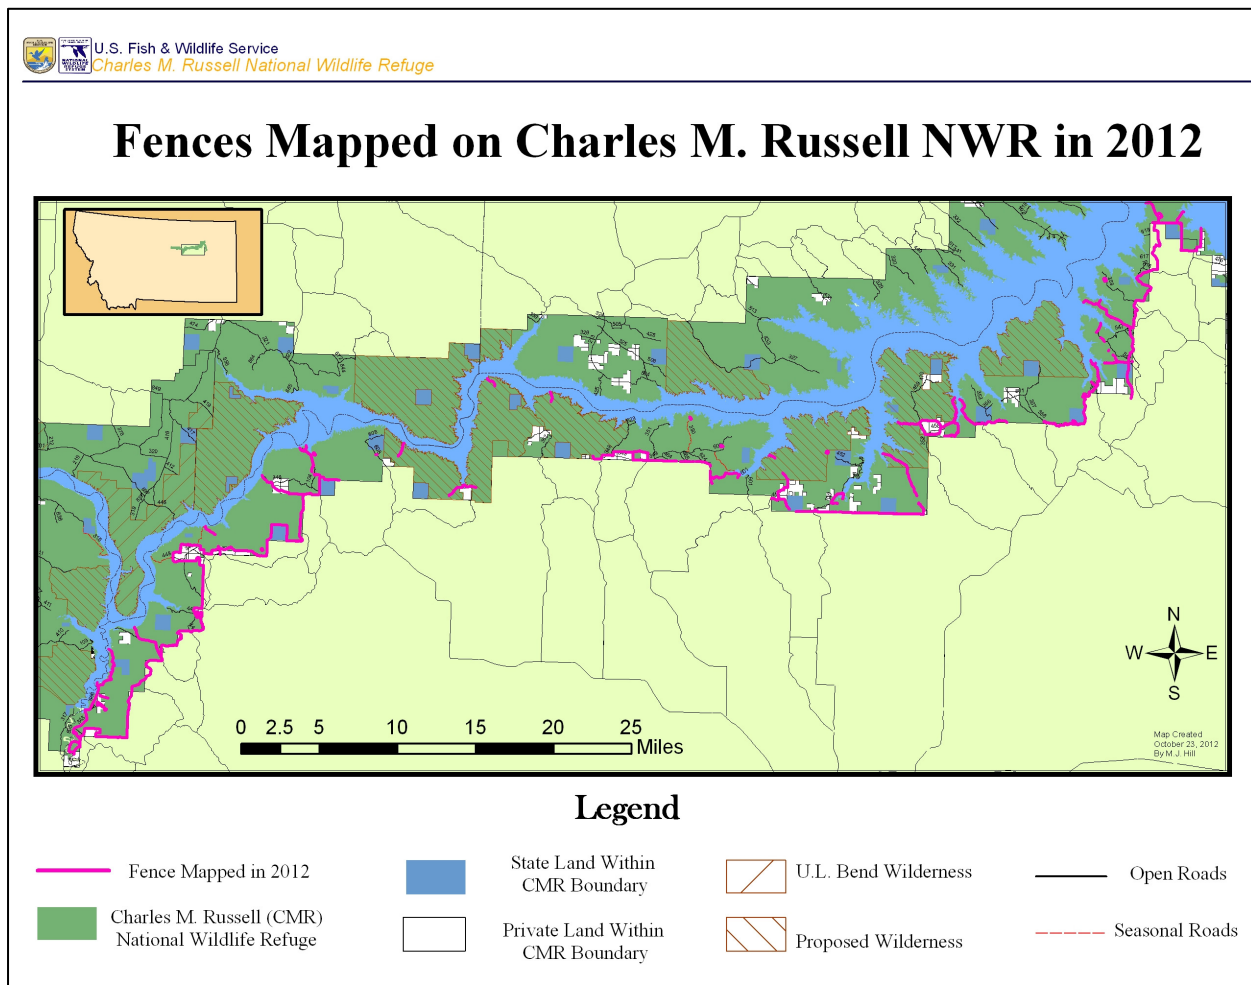 U.S. Fish & Wildlife Service
Charles M. Russell National Wildlife Refuge
Fences Mapped on Charles M. Russell NWR in 2012
N
W E
S
0 2.5 5 10 15 20 25
Miles
Map Created
October 23, 2012
By M.J. Hill
Legend
Fence Mapped in 2012
Charles M. Russell (CMR)
National Wildlife Refuge
State Land Within
CMR Boundary
Private Land Within
CMR Boundary
U.L. Bend Wilderness
Proposed Wilderness
Open Roads
Seasonal Roads